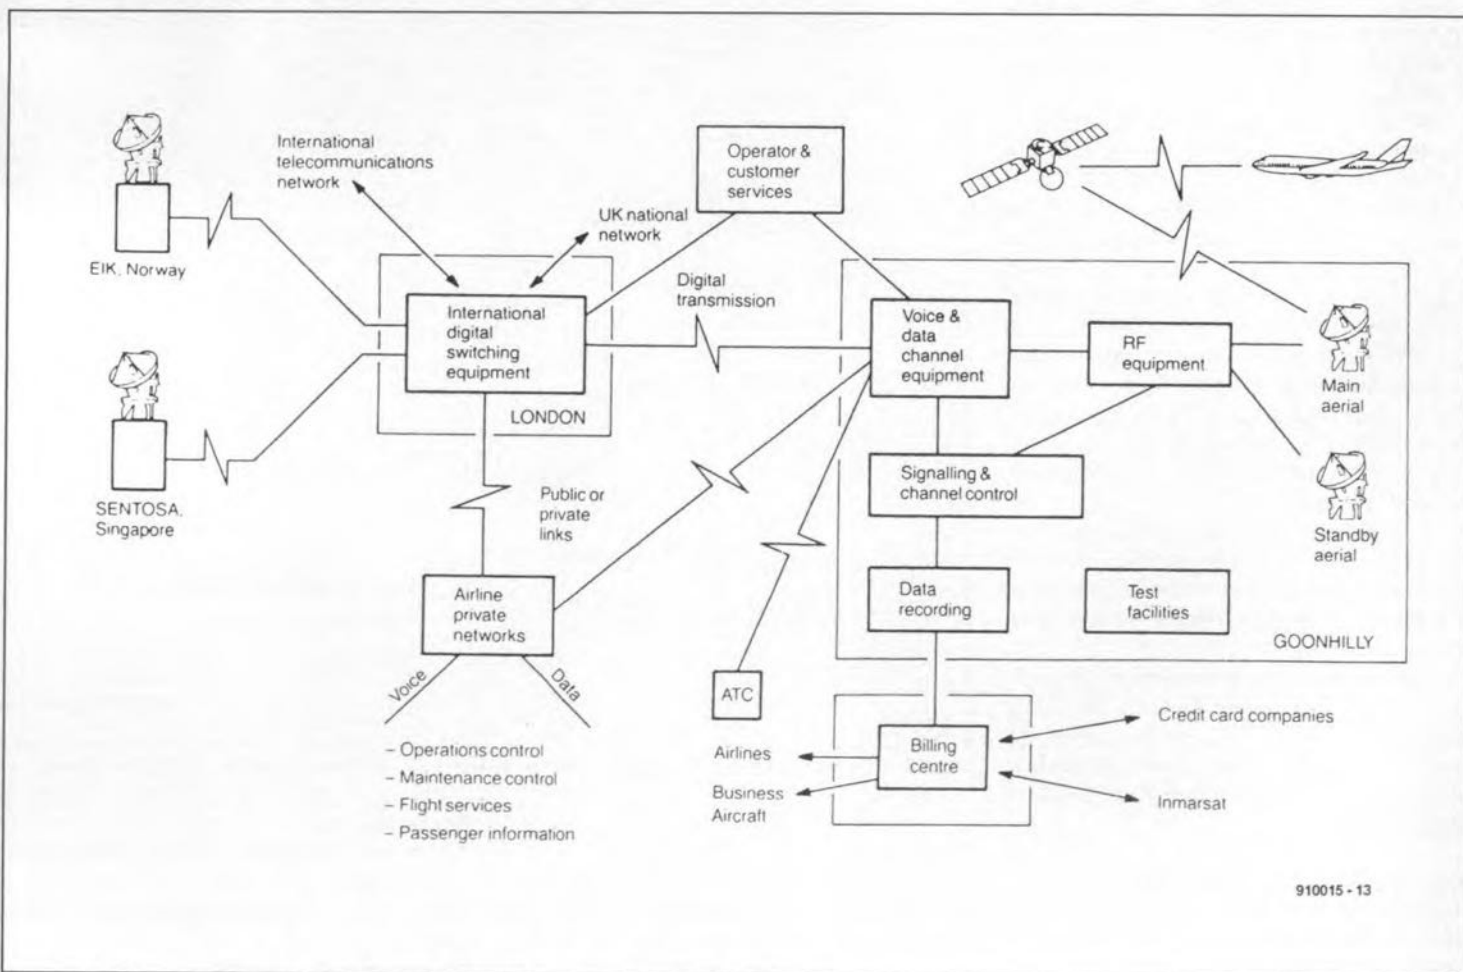 International
telecommunications
network
Operator &
customer
services
UK national
network
EIK, Norway
Digital
transmission
International
digital
switching
equipment
LONDON
Voice &
data
channel
equipment
RF
equipment
Main
aerial
SENTOSA,
Singapore
Public or
private
links
Signalling &
channel control
Standby
aerial
Airline
private
networks
Data
recording
Test
facilities
GOONHILLY
Voice
Data
ATC
– Operations control
– Maintenance control
– Flight services
– Passenger information
Airlines
Business
Aircraft
Billing
centre
Credit card companies
Inmarsat
910015 - 13